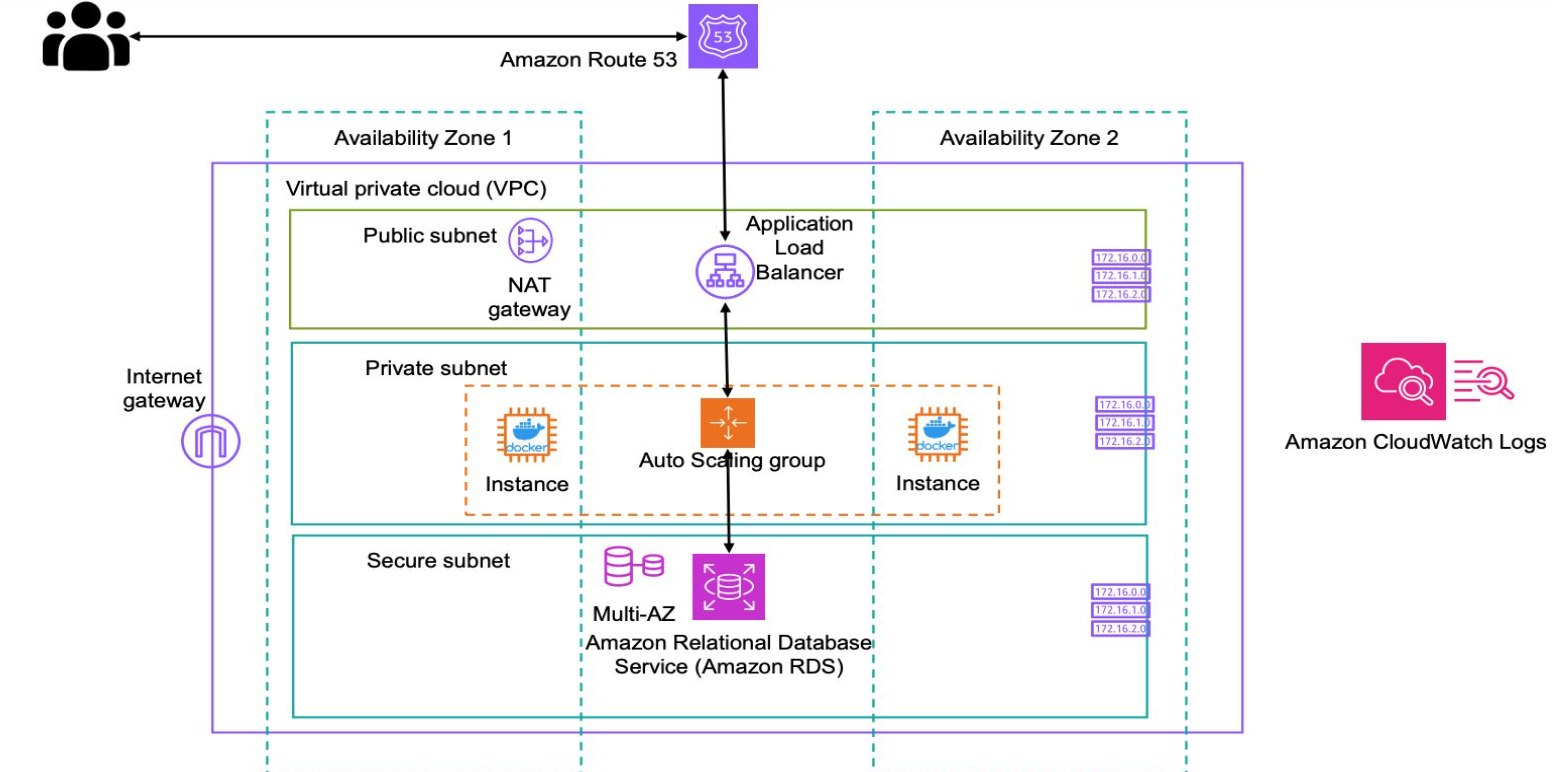 53
Amazon Route 53
Availability Zone 1
Availability Zone 2
Virtual private cloud (VPC)
Public subnet
NAT
gateway
Application
Load
Balancer
172.16.0.0
172.16.1.0
172.16.2.0
Internet
gateway
Private subnet
docker
Instance
Auto Scaling group
docker
Instance
172.16.0.0
172.16.1.0
172.16.2.0
Amazon CloudWatch Logs
Secure subnet
Multi-AZ
Amazon Relational Database
Service (Amazon RDS)
172.16.0.0
172.16.1.0
172.16.2.0